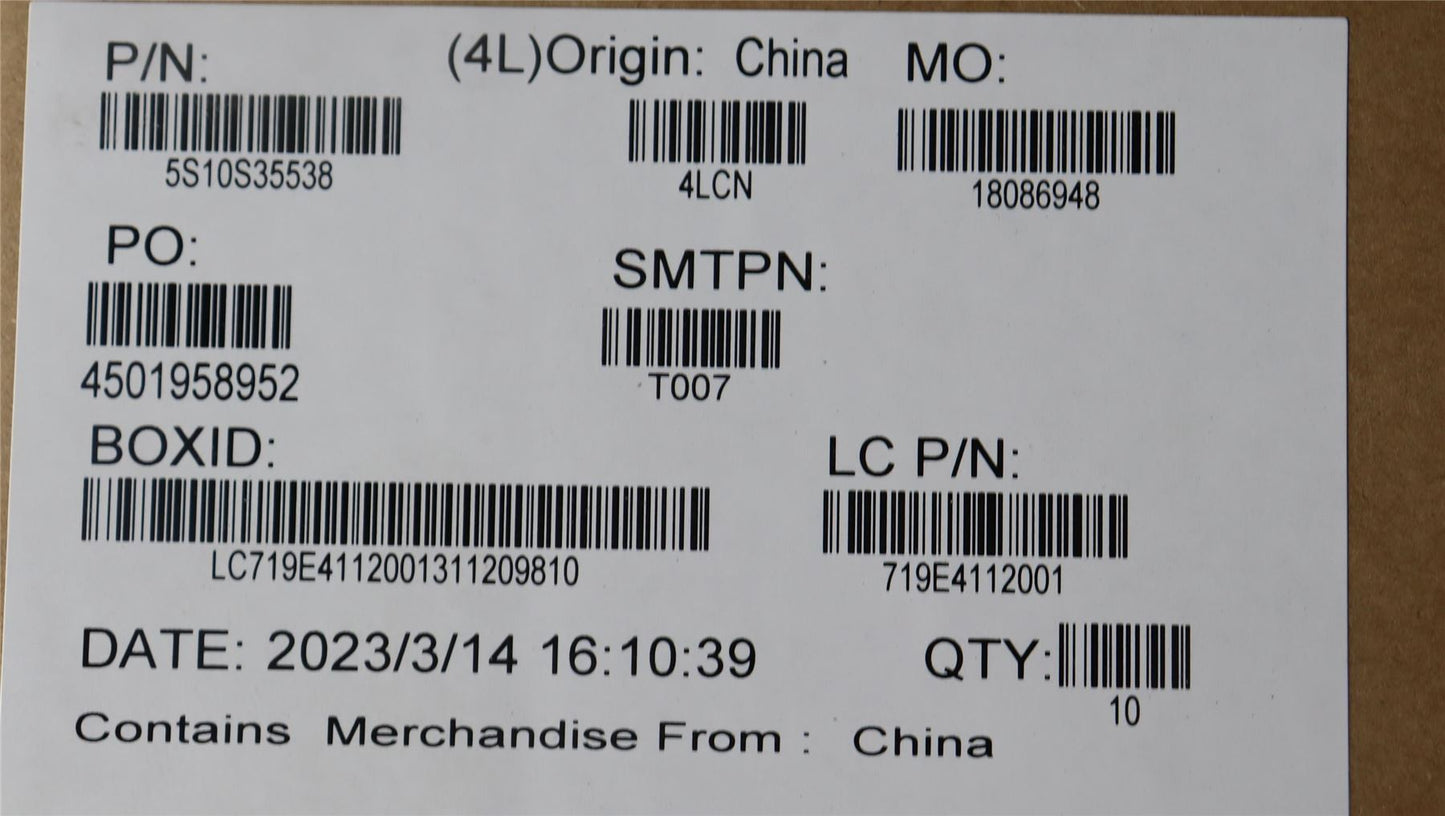 P/N: (4L)Origin: China MO:
5S10S35538 4LCN 18086948
PO: SMTPN:
4501958952 T007
BOXID: LC P/N:
LC719E4112001311209810 719E4112001
DATE: 2023/3/14 16:10:39 QTY:
10
Contains Merchandise From : China